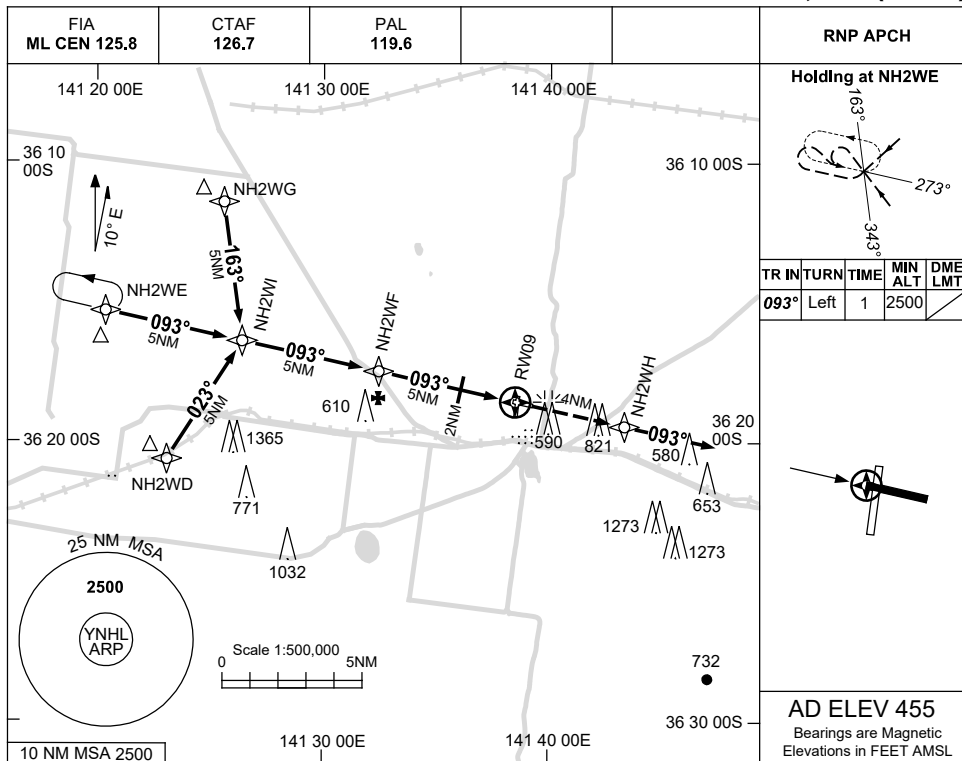 FIA
ML CEN 125.8
CTAF
126.7
PAL
119.6
RNP APCH
141 20 00E
141 30 00E
141 40 00E
Holding at NH2WE
163°
273°
343°
36 10
00S
36 10 00S
10° E
NH2WG
163°
5NM
TR IN
TURN
TIME
MIN
ALT
DME
LMT
093°
Left
1
2500
NH2WE
093°
5NM
NH2WI
093°
5NM
NH2WF
093°
5NM
2NM
RW09
4NM
NH2WH
093°
023°
5NM
610
590
821
580
653
36 20 00S
36 20
00S
1365
NH2WD
771
1032
1273
1273
25 NM MSA
2500
YNHL
ARP
Scale 1:500,000
0
5NM
732
36 30 00S
141 30 00E
141 40 00E
10 NM MSA 2500
AD ELEV 455
Bearings are Magnetic
Elevations in FEET AMSL